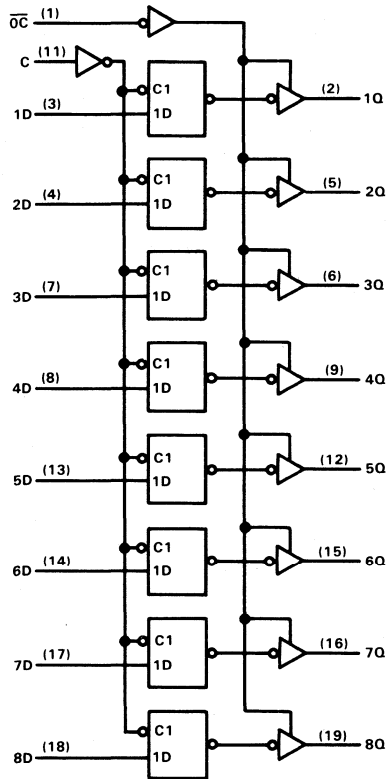 O̅C̅ (1)
C (11)
C1 (2)
1D (3) 1D 1Q
C1 (5)
2D (4) 1D 2Q
C1 (6)
3D (7) 1D 3Q
C1 (9)
4D (8) 1D 4Q
C1 (12)
5D (13) 1D 5Q
C1 (15)
6D (14) 1D 6Q
C1 (16)
7D (17) 1D 7Q
C1 (19)
8D (18) 1D 8Q